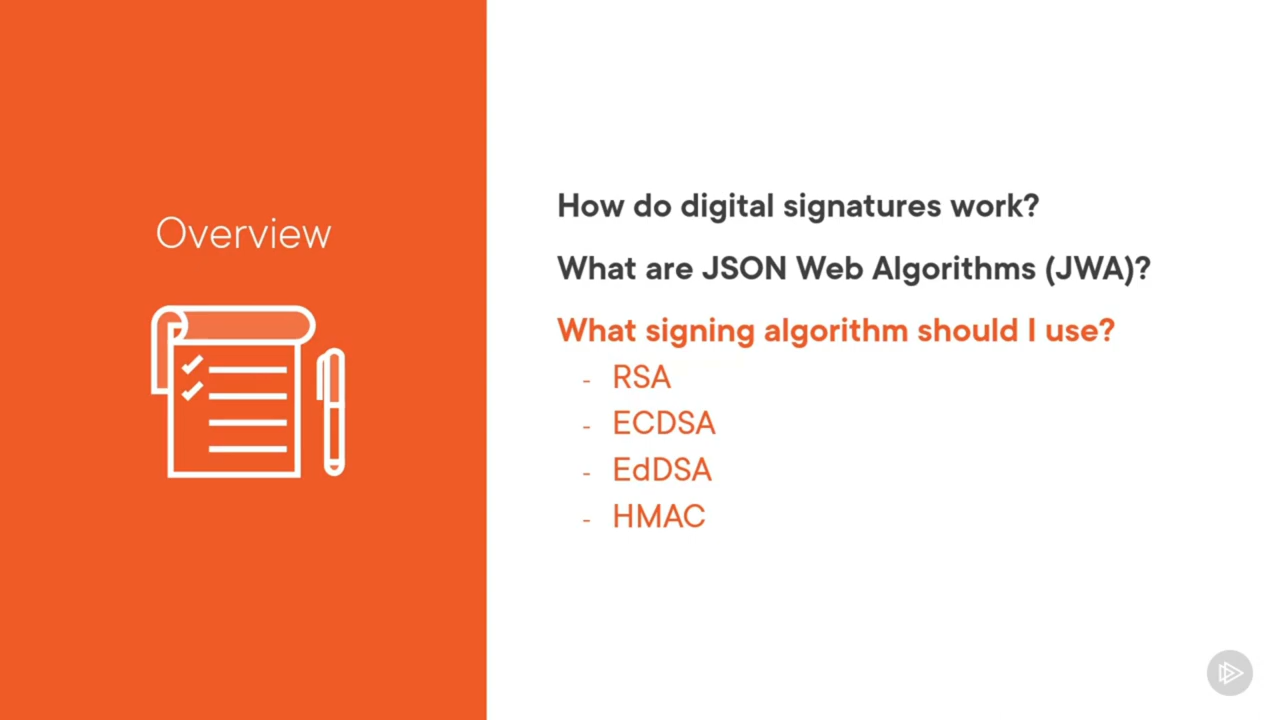 Overview
How do digital signatures work?
What are JSON Web Algorithms (JWA)?
What signing algorithm should I use?
- RSA
- ECDSA
- EdDSA
- HMAC